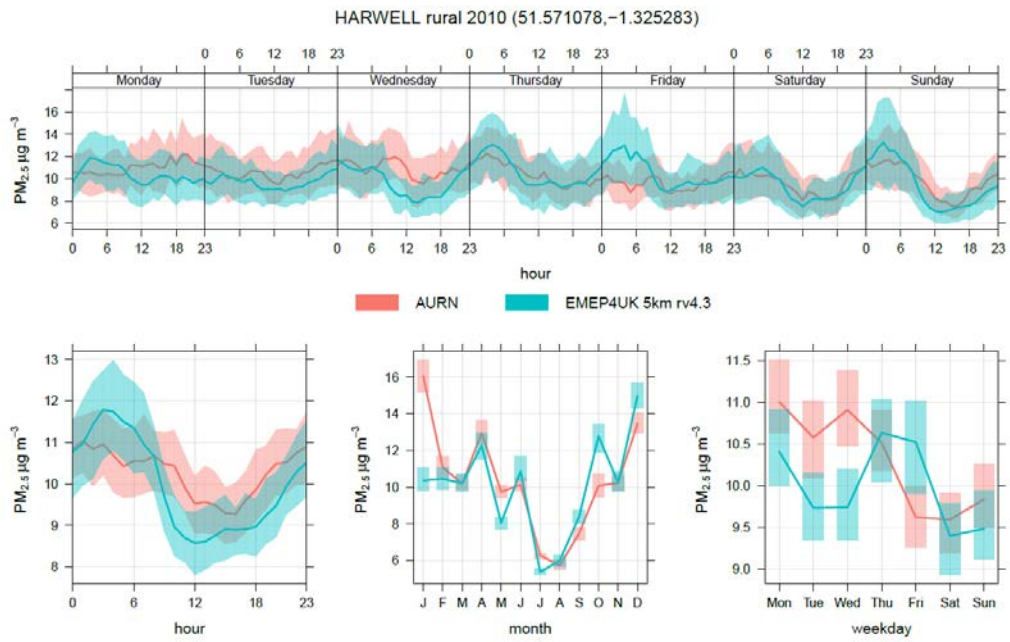 HARWELL rural 2010 (51.571078,−1.325283)
0 6 12 18 23 0 6 12 18 23 0 6 12 18 23
Monday Tuesday Wednesday Thursday Friday Saturday Sunday
PM2.5 µg m−3
16
14
12
10
8
6
0 6 12 18 23 0 6 12 18 23 0 6 12 18 23 0 6 12 18 23
hour
AURN EMEP4UK 5km rv4.3
PM2.5 µg m−3
13
12
11
10
9
8
0 6 12 18 23
hour
PM2.5 µg m−3
16
14
12
10
8
6
J F M A M J J A S O N D
month
PM2.5 µg m−3
11.5
11.0
10.5
10.0
9.5
9.0
Mon Tue Wed Thu Fri Sat Sun
weekday